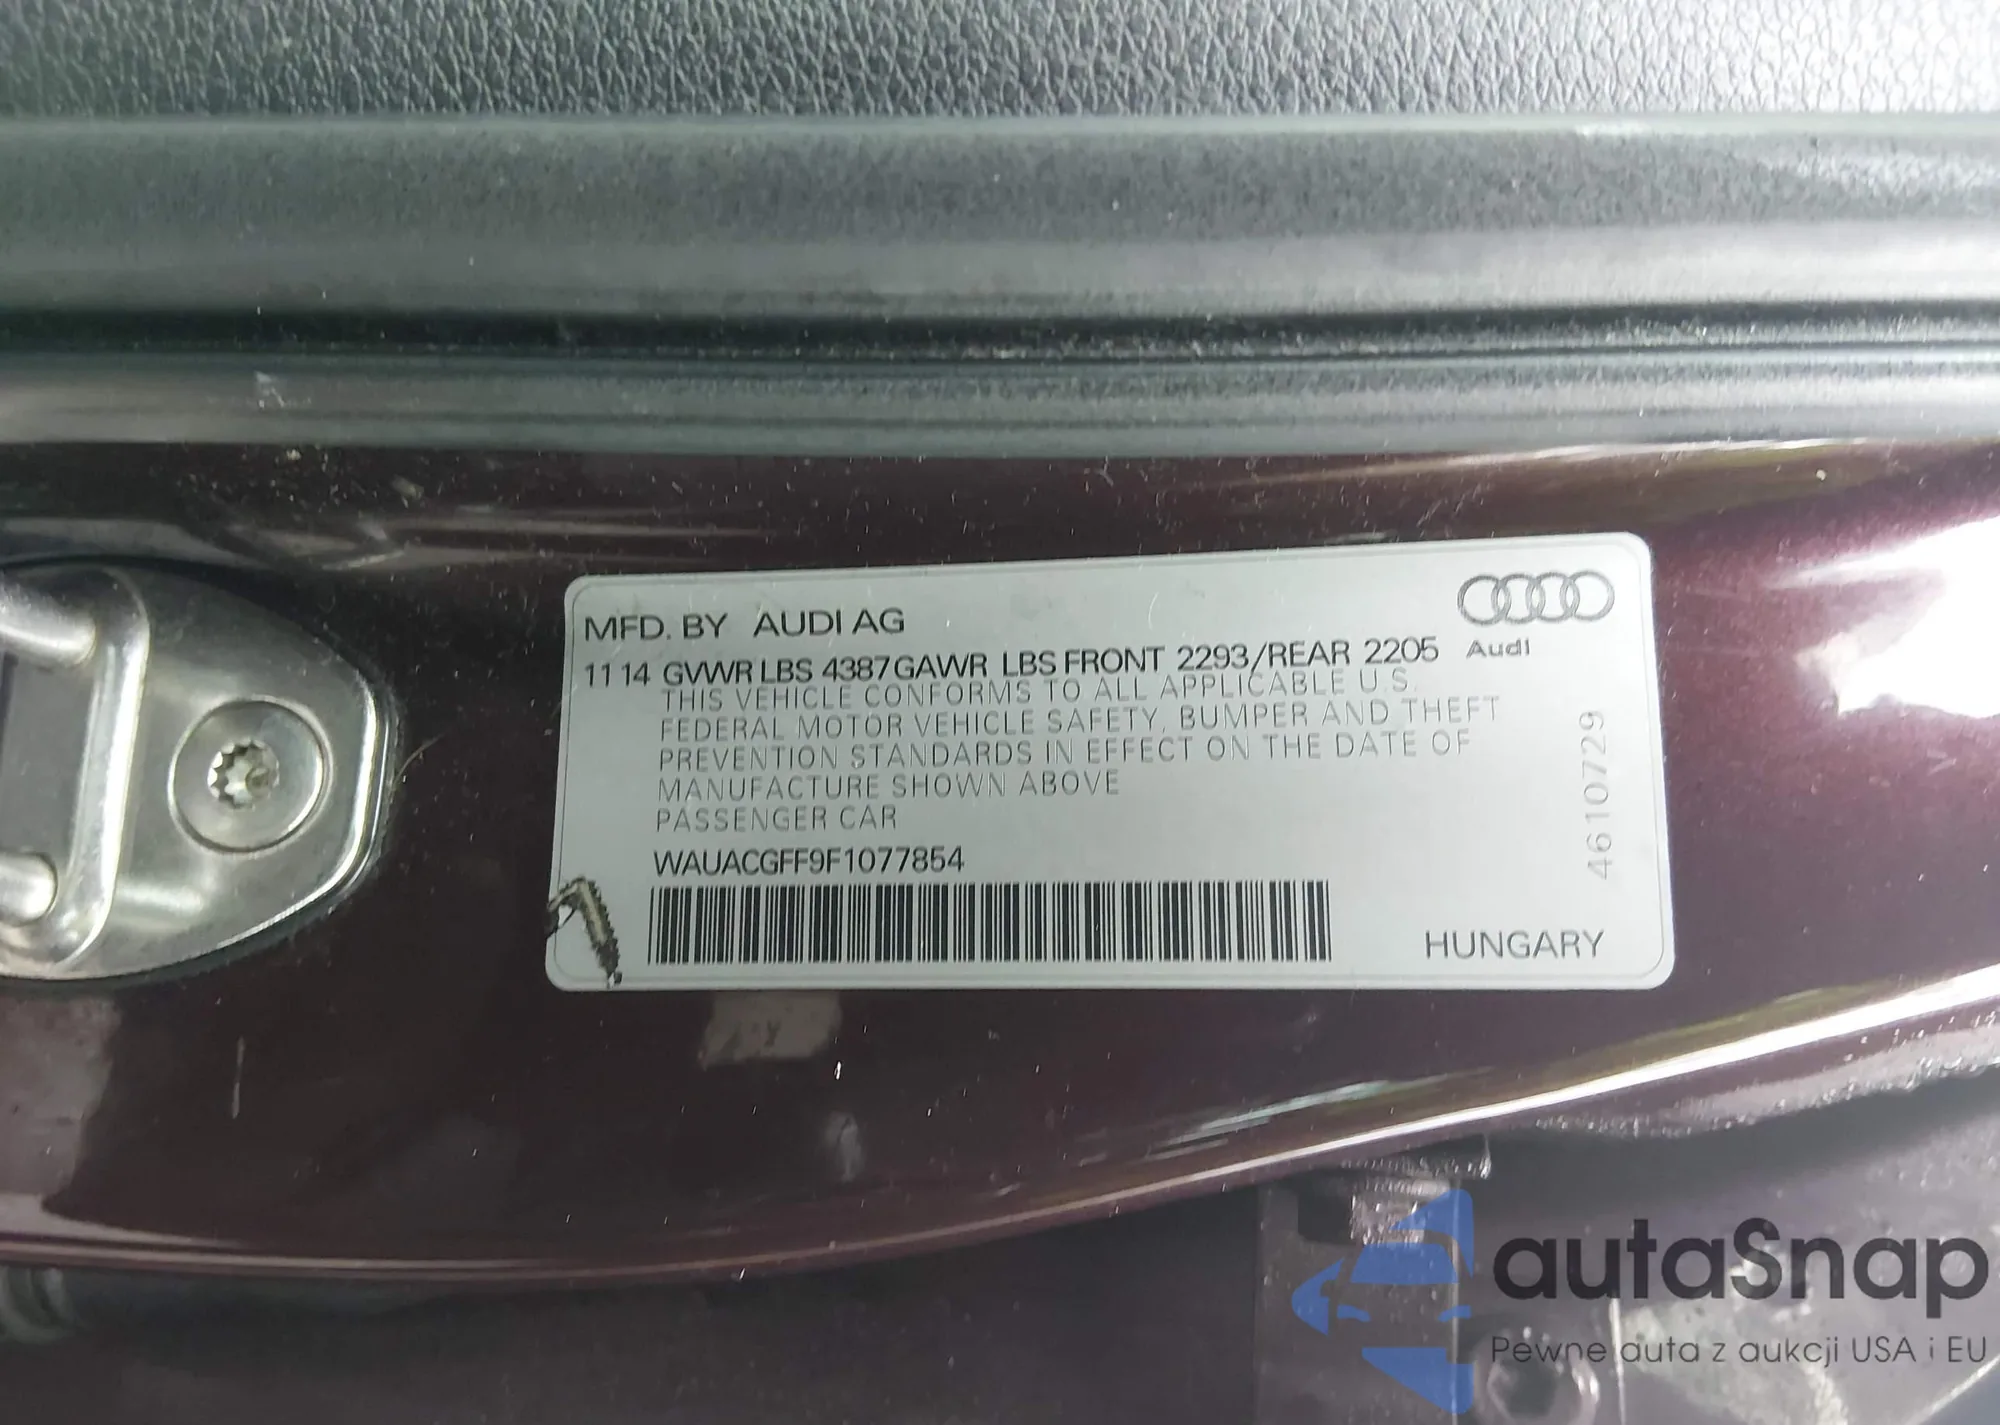 MFD. BY AUDI AG
11 14 GVWR LBS 4387 GAWR LBS FRONT 2293/REAR 2205
Audi
THIS VEHICLE CONFORMS TO ALL APPLICABLE U.S.
FEDERAL MOTOR VEHICLE SAFETY, BUMPER AND THEFT
PREVENTION STANDARDS IN EFFECT ON THE DATE OF
MANUFACTURE SHOWN ABOVE
PASSENGER CAR
WAUACGFF9F1077854
HUNGARY
46107729
autaSnap
Pewne auta z aukcji USA i EU